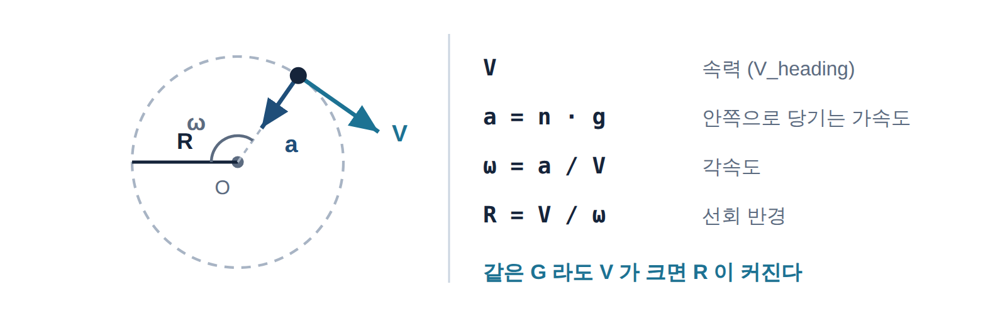 ω
R
V
a
O
V 속력 (V_heading)
a = n · g 안쪽으로 당기는 가속도
ω = a / V 각속도
R = V / ω 선회 반경
같은 G 라도 V 가 크면 R 이 커진다